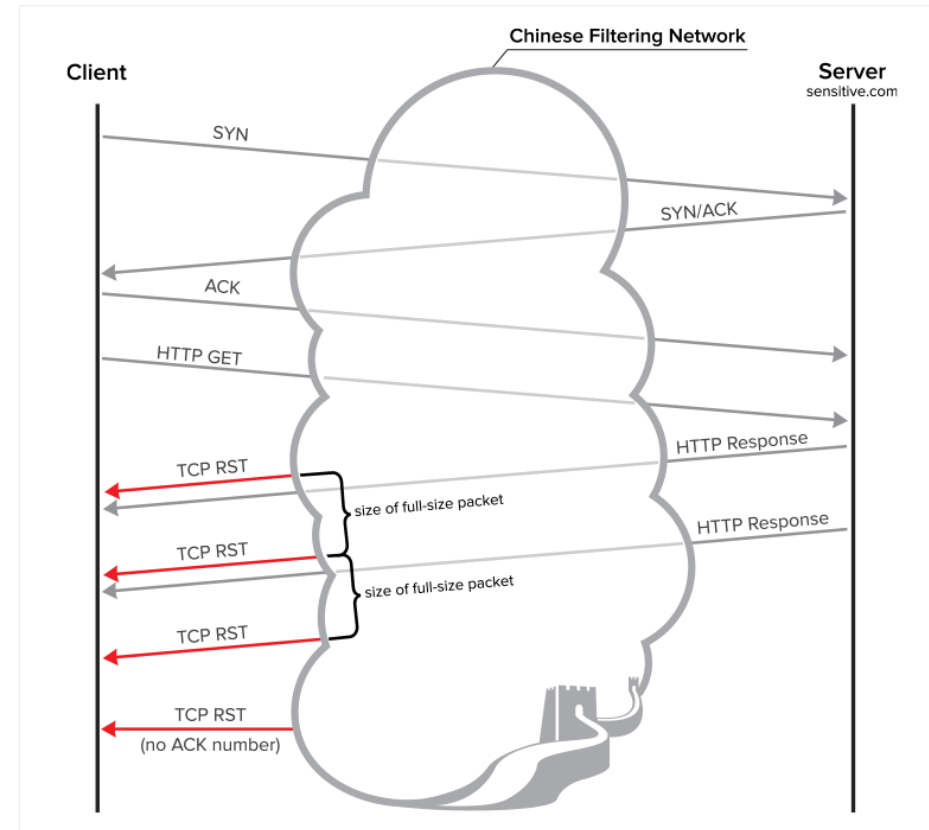 Chinese Filtering Network
Client
Server
sensitive.com
SYN
SYN/ACK
ACK
HTTP GET
HTTP Response
TCP RST
size of full-size packet
HTTP Response
TCP RST
size of full-size packet
TCP RST
TCP RST
(no ACK number)